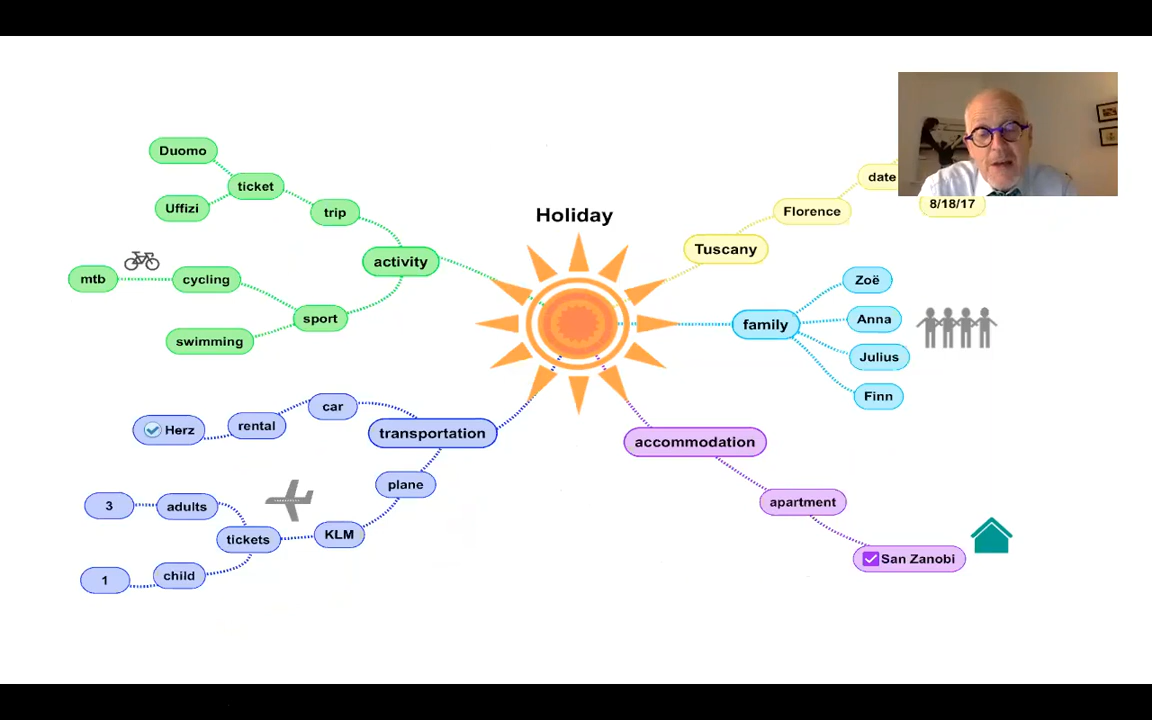 Holiday
Tuscany
Florence
date
8/18/17
family
Zoë
Anna
Julius
Finn
accommodation
apartment
San Zanobi
activity
trip
ticket
Duomo
Uffizi
sport
cycling
mtb
swimming
transportation
car
rental
Herz
plane
KLM
tickets
adults
3
child
1